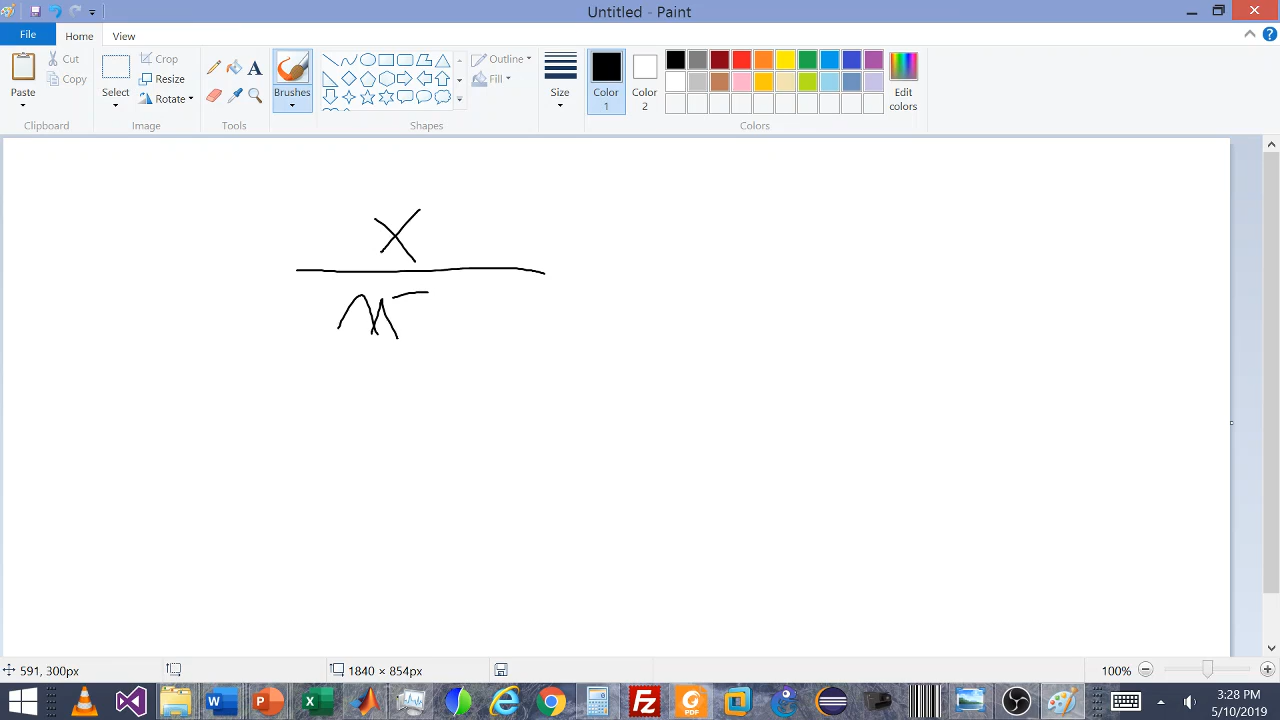 Untitled - Paint
File
Home
View
Paste
Cut
Copy
Clipboard
Select
Crop
Resize
Rotate
Image
Tools
Brushes
Outline
Fill
Shapes
Size
Color 1
Color 2
Edit colors
Colors
X
591, 300px
1840 × 854px
100%
PDF
3:28 PM
5/10/2019